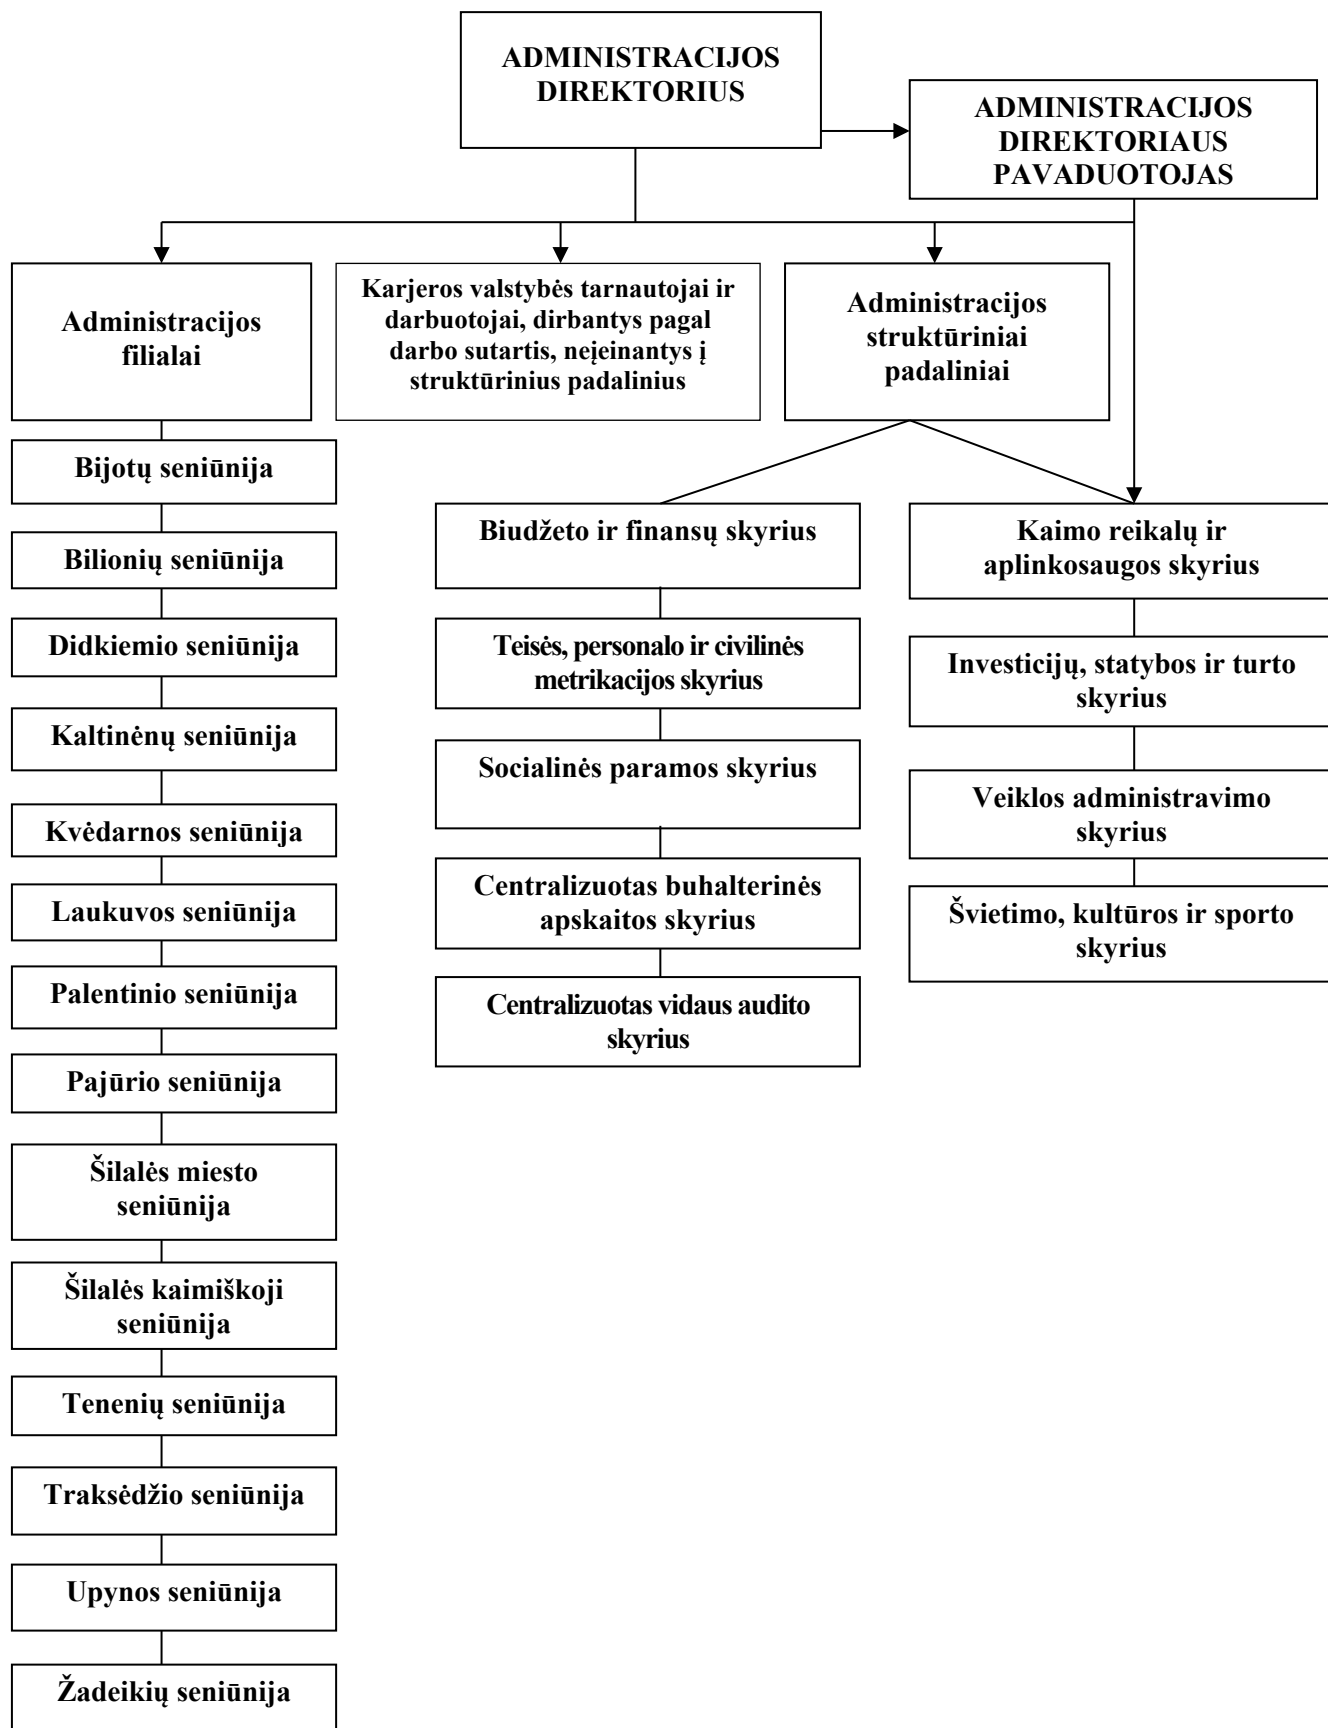 ADMINISTRACIJOS
DIREKTORIUS
ADMINISTRACIJOS
DIREKTORIAUS
PAVADUOTOJAS
Administracijos
filialai
Karjeros valstybės tarnautojai ir
darbuotojai, dirbantys pagal
darbo sutartis, neįeinantys į
struktūrinius padalinius
Administracijos
struktūriniai
padaliniai
Bijotų seniūnija
Bilionių seniūnija
Didkiemio seniūnija
Kaltinėnų seniūnija
Kvėdarnos seniūnija
Laukuvos seniūnija
Palentinio seniūnija
Pajūrio seniūnija
Šilalės miesto
seniūnija
Šilalės kaimiškoji
seniūnija
Tenenių seniūnija
Traksėdžio seniūnija
Upynos seniūnija
Žadeikių seniūnija
Biudžeto ir finansų skyrius
Teisės, personalo ir civilinės
metrikacijos skyrius
Socialinės paramos skyrius
Centralizuotas buhalterinės
apskaitos skyrius
Centralizuotas vidaus audito
skyrius
Kaimo reikalų ir
aplinkosaugos skyrius
Investicijų, statybos ir turto
skyrius
Veiklos administravimo
skyrius
Švietimo, kultūros ir sporto
skyrius